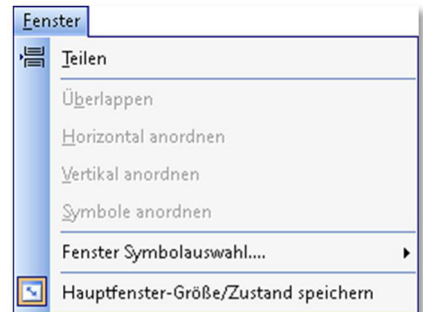 Fenster
Teilen
Überlappen
Horizontal anordnen
Vertikal anordnen
Symbole anordnen
Fenster Symbolauswahl....
Hauptfenster-Größe/Zustand speichern